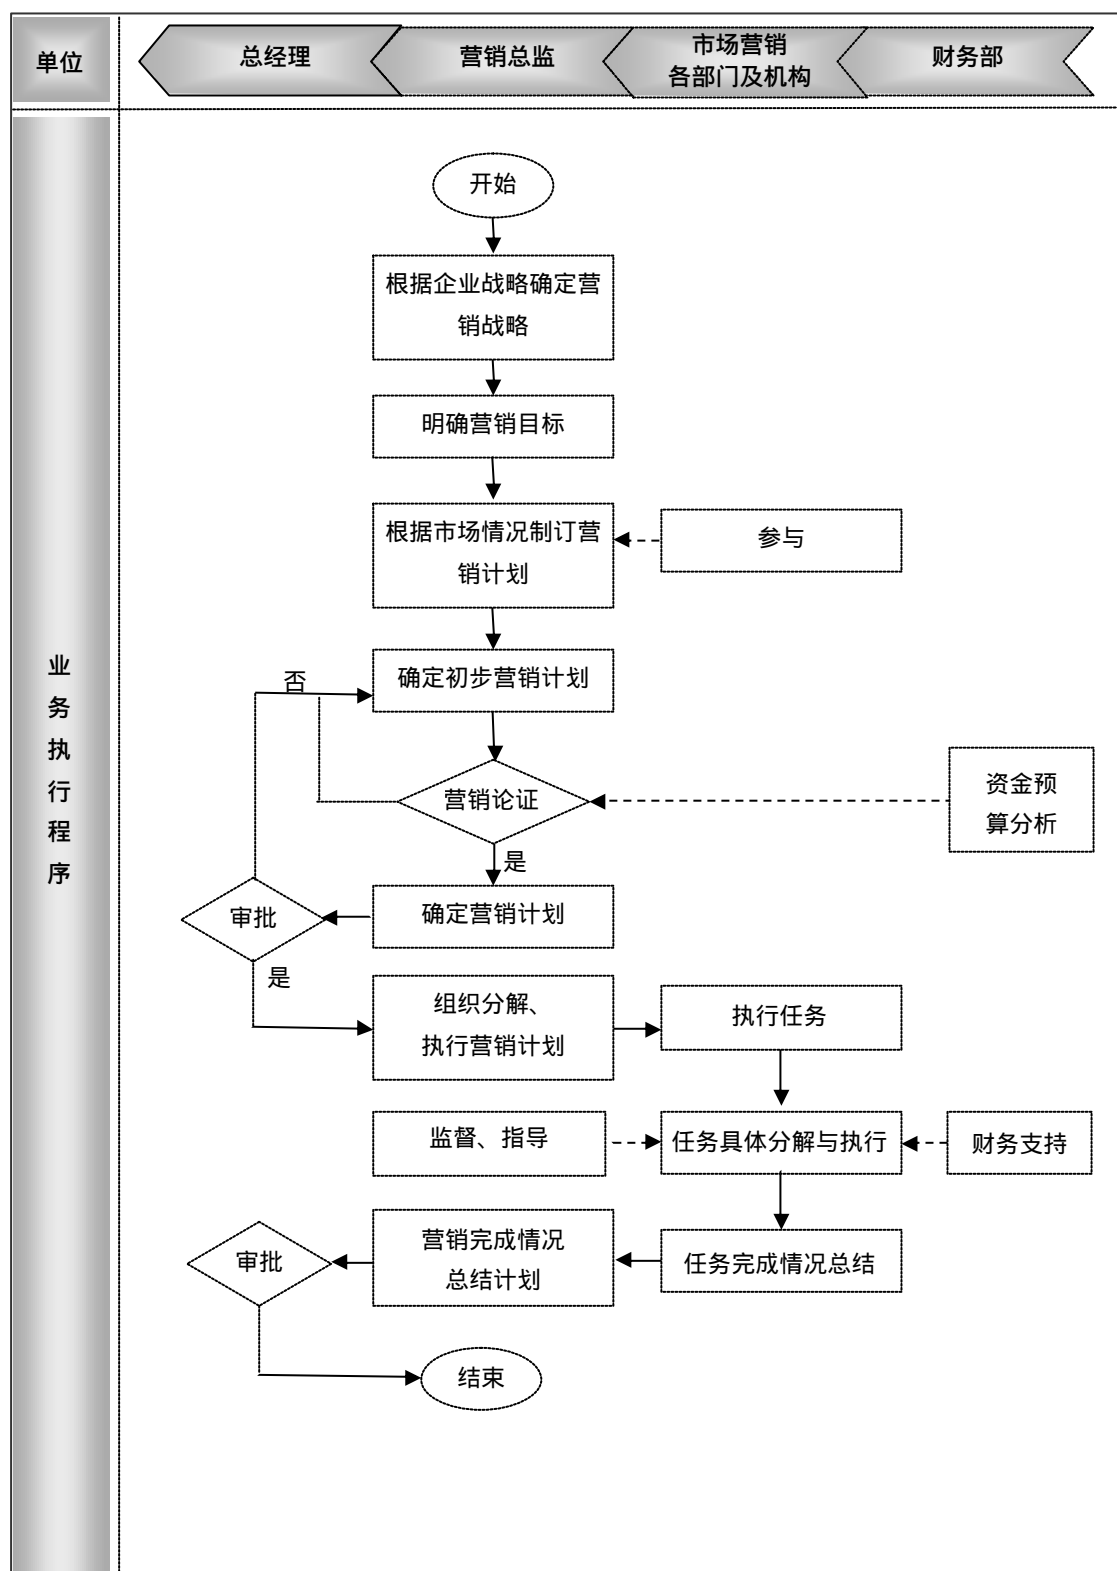 单位
总经理
营销总监
市场营销
各部门及机构
财务部
业
务
执
行
程
序
开始
根据企业战略确定营
销战略
明确营销目标
根据市场情况制订营
销计划
参与
确定初步营销计划
否
营销论证
资金预
算分析
是
确定营销计划
审批
是
组织分解、
执行营销计划
执行任务
监督、指导
任务具体分解与执行
财务支持
营销完成情况
总结计划
任务完成情况总结
审批
结束